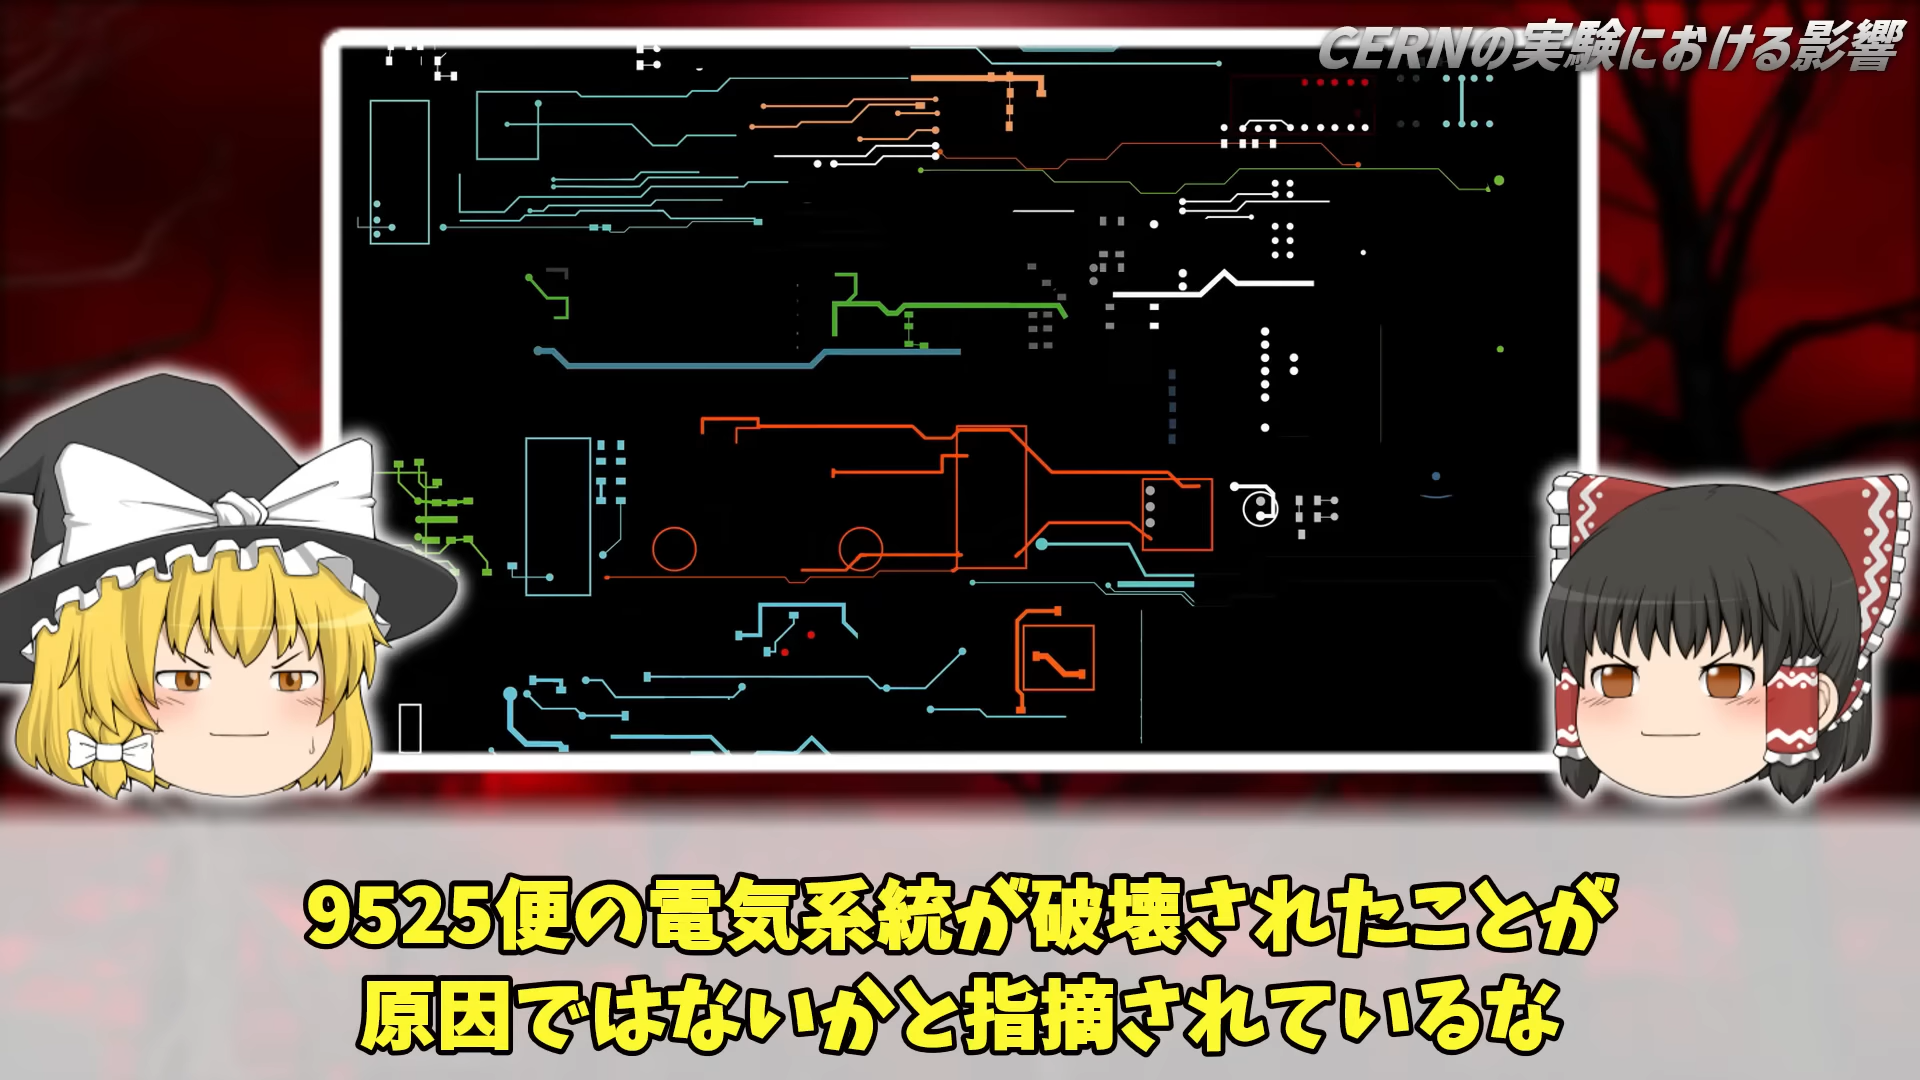 CERNの実験における影響
9525便の電気系統が破壊されたことが
原因ではないかと指摘されているな